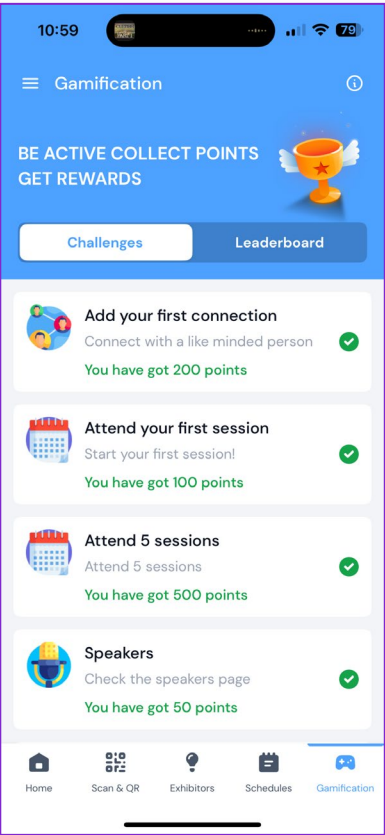 10:59
79
Gamification
BE ACTIVE COLLECT POINTS
GET REWARDS
Challenges
Leaderboard
Add your first connection
Connect with a like minded person
You have got 200 points
Attend your first session
Start your first session!
You have got 100 points
Attend 5 sessions
Attend 5 sessions
You have got 500 points
Speakers
Check the speakers page
You have got 50 points
Home
Scan & QR
Exhibitors
Schedules
Gamification